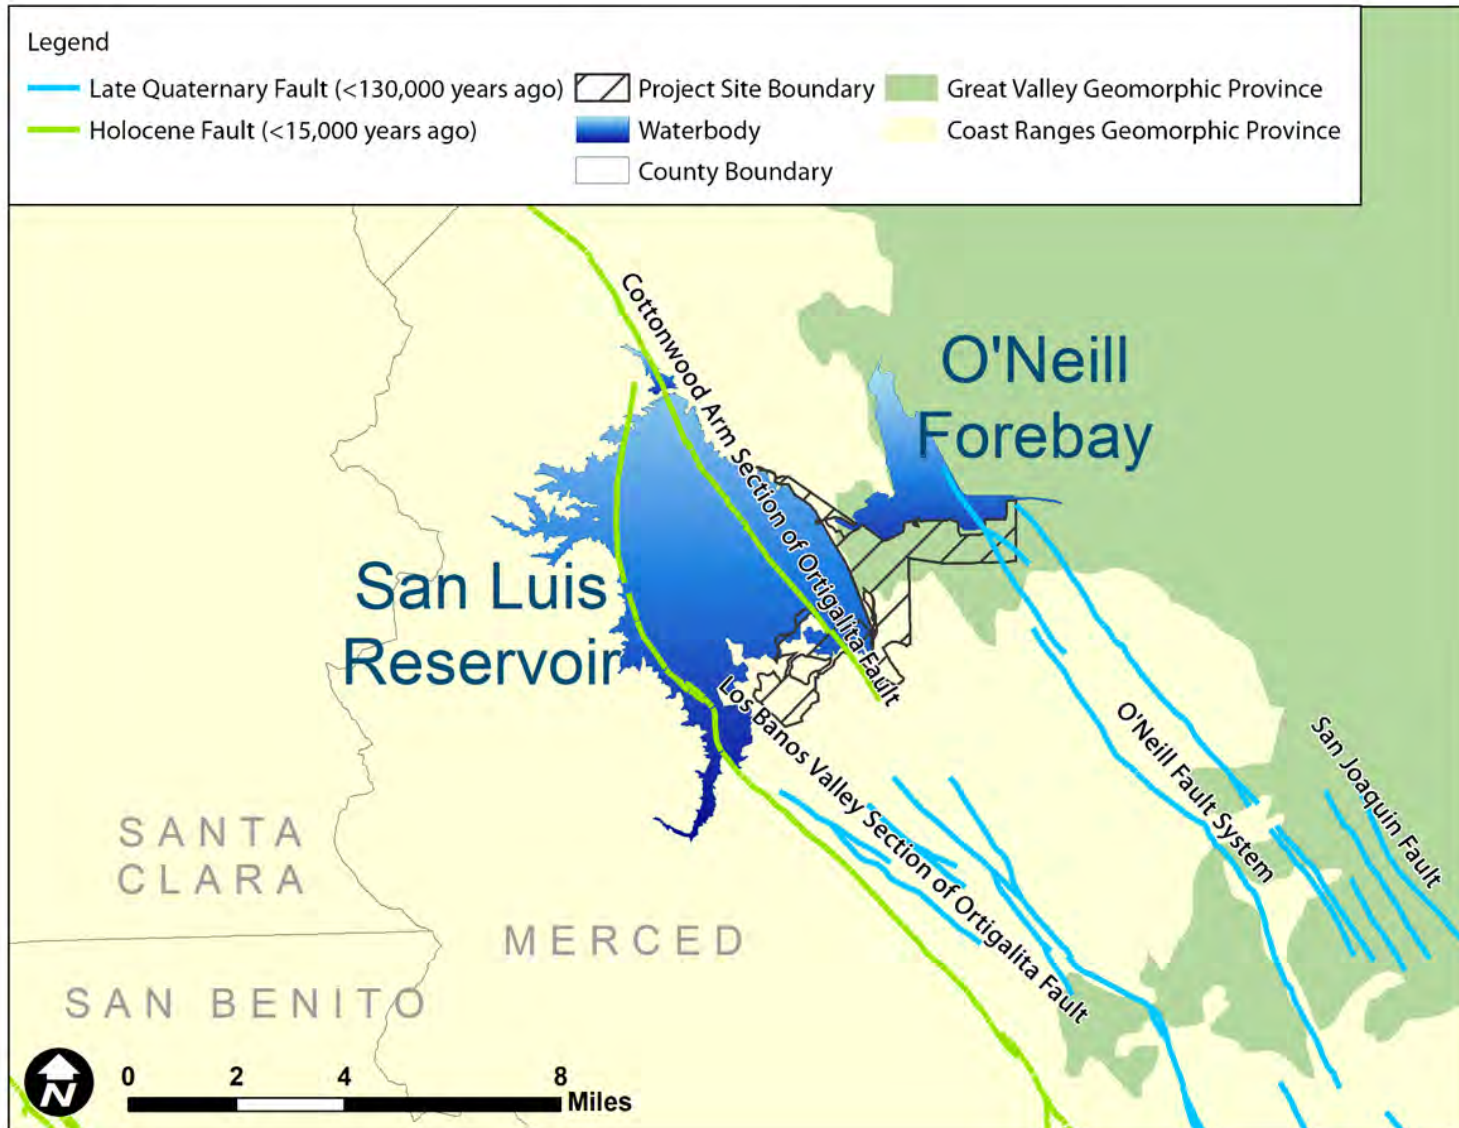 Legend
Late Quaternary Fault (<130,000 years ago)
Project Site Boundary
Great Valley Geomorphic Province
Holocene Fault (<15,000 years ago)
Waterbody
Coast Ranges Geomorphic Province
County Boundary
Cottonwood Arm Section of Ortigalita Fault
O'Neill
Forebay
San Luis
Reservoir
Los Banos Valley Section of Ortigalita Fault
O'Neill Fault System
San Joaquin Fault
SANTA
CLARA
MERCED
SAN BENITO
N
0 2 4 8
Miles